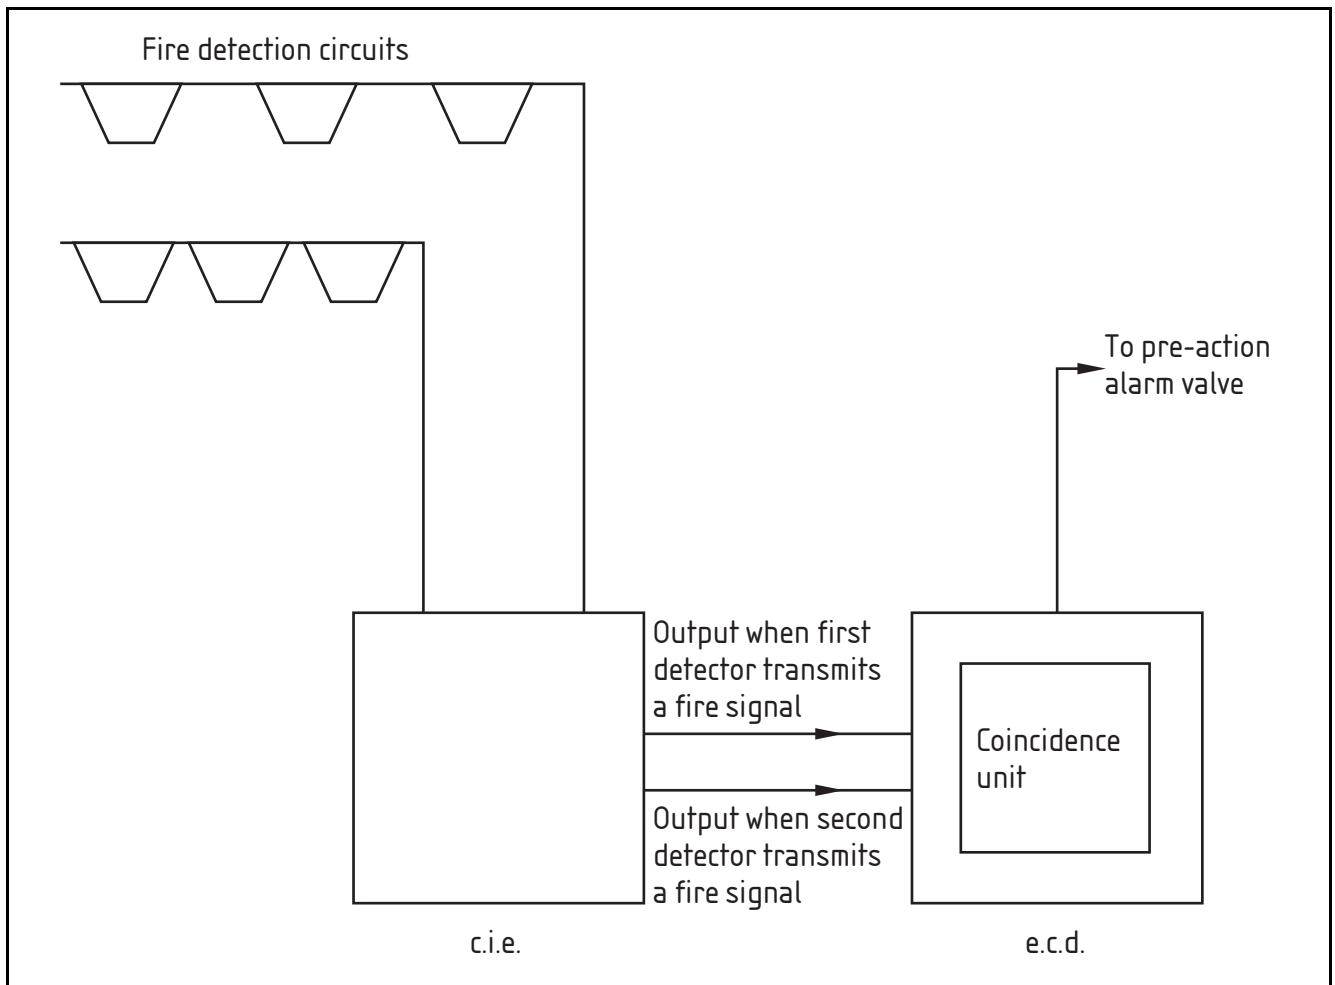 Fire detection circuits
To pre-action
alarm valve
Output when first
detector transmits
a fire signal
Coincidence
unit
Output when second
detector transmits
a fire signal
c.i.e.
e.c.d.